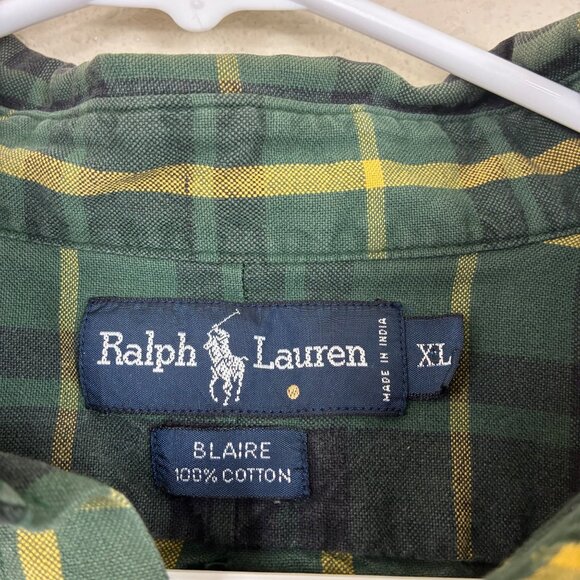 Ralph Lauren
MADE IN INDIA
XL
BLAIRE
100% COTTON